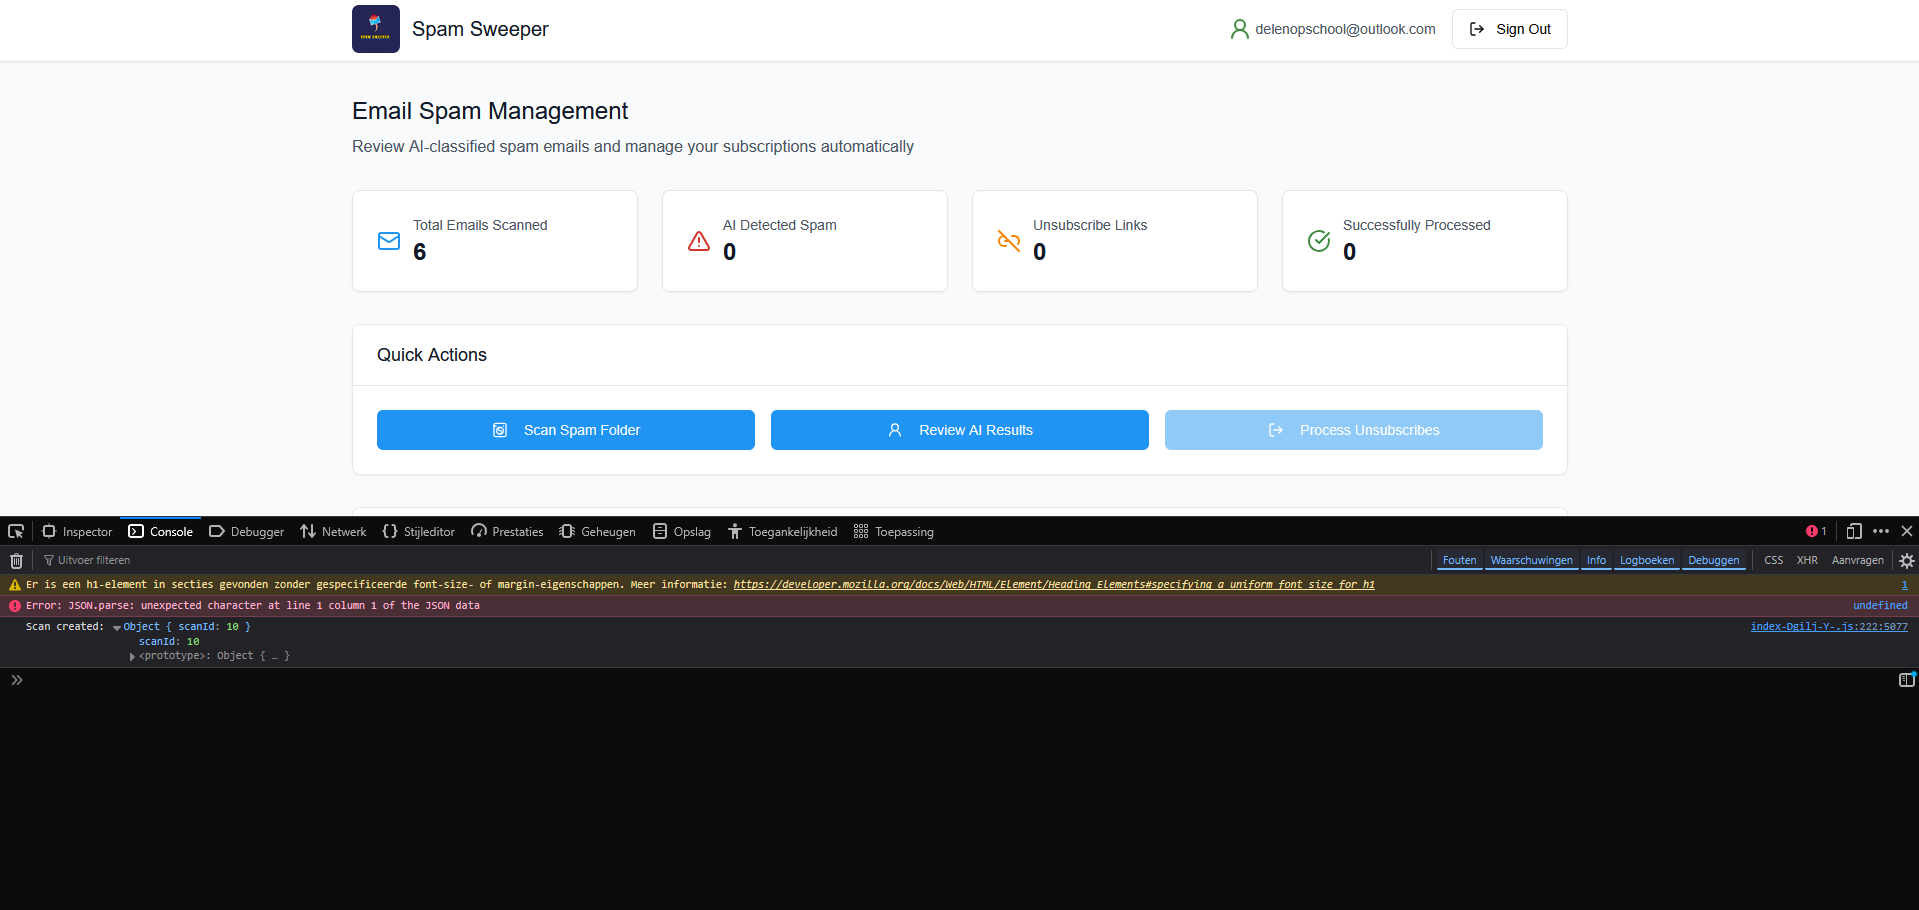 SPAM SWEEPER
Spam Sweeper
delenopschool@outlook.com
Sign Out
Email Spam Management
Review AI-classified spam emails and manage your subscriptions automatically
Total Emails Scanned
6
AI Detected Spam
0
Unsubscribe Links
0
Successfully Processed
0
Quick Actions
Scan Spam Folder
Review AI Results
Process Unsubscribes
Inspector Console Debugger Netwerk Stijleditor Prestaties Geheugen Opslag Toegankelijkheid Toepassing 1
Uitvoer filteren Fouten Waarschuwingen Info Logboeken Debuggen CSS XHR Aanvragen
Er is een h1-element in secties gevonden zonder gespecificeerde font-size- of margin-eigenschappen. Meer informatie: https://developer.mozilla.org/docs/Web/HTML/Element/Heading_Elements#specifying_a_uniform_font_size_for_h1 1
Error: JSON.parse: unexpected character at line 1 column 1 of the JSON data undefined
Scan created: Object { scanId: 10 } index-Dgilj-Y-.js:222:5077
scanId: 10
<prototype>: Object { … }